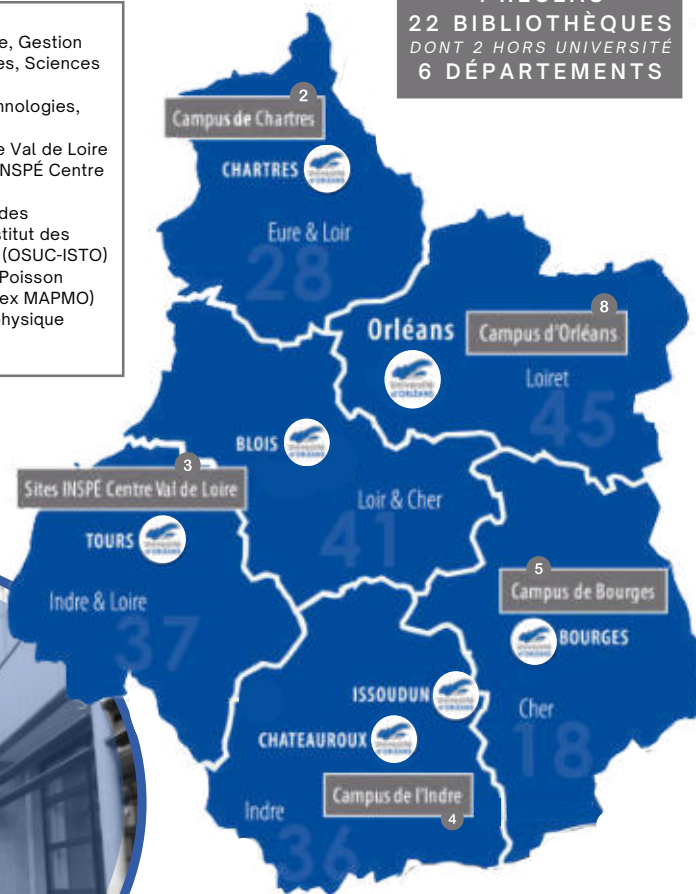 e, Gestion
es, Sciences
hnologies,
e Val de Loire
INSPÉ Centre
des
stitut des
(OSUC-ISTO)
Poisson
(ex MAPMO)
physique
22 BIBLIOTHÈQUES
DONT 2 HORS UNIVERSITÉ
6 DÉPARTEMENTS
2
Campus de Chartres
CHARTRES
Eure & Loir
28
8
Orléans
Campus d'Orléans
Loiret
45
BLOIS
3
Sites INSPÉ Centre Val de Loire
Loir & Cher
41
TOURS
5
Campus de Bourges
Indre & Loire
37
BOURGES
ISSOUDUN
Cher
18
CHATEAUROUX
Campus de l'Indre
4
Indre
36